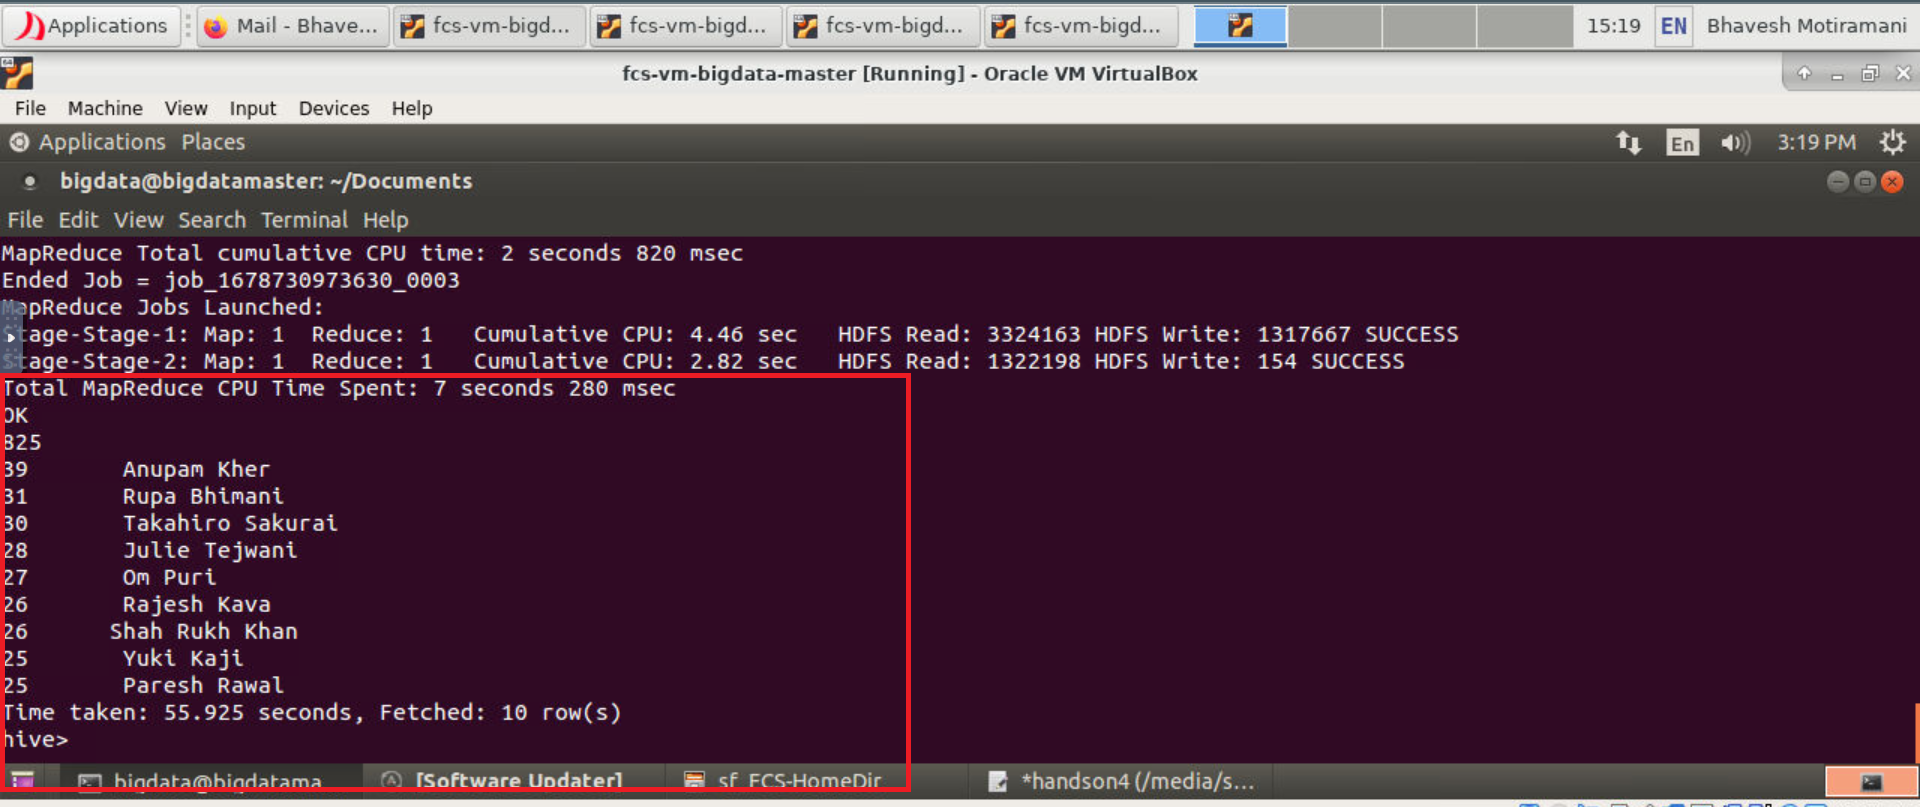 Applications Mail - Bhave... fcs-vm-bigd... fcs-vm-bigd... fcs-vm-bigd... fcs-vm-bigd... 15:19 EN Bhavesh Motiramani
fcs-vm-bigdata-master [Running] - Oracle VM VirtualBox
File Machine View Input Devices Help
Applications Places En 3:19 PM
bigdata@bigdatamaster: ~/Documents
File Edit View Search Terminal Help
MapReduce Total cumulative CPU time: 2 seconds 820 msec
Ended Job = job_1678730973630_0003
MapReduce Jobs Launched:
Stage-Stage-1: Map: 1 Reduce: 1 Cumulative CPU: 4.46 sec HDFS Read: 3324163 HDFS Write: 1317667 SUCCESS
Stage-Stage-2: Map: 1 Reduce: 1 Cumulative CPU: 2.82 sec HDFS Read: 1322198 HDFS Write: 154 SUCCESS
Total MapReduce CPU Time Spent: 7 seconds 280 msec
OK
825
39 Anupam Kher
31 Rupa Bhimani
30 Takahiro Sakurai
28 Julie Tejwani
27 Om Puri
26 Rajesh Kava
26 Shah Rukh Khan
25 Yuki Kaji
25 Paresh Rawal
Time taken: 55.925 seconds, Fetched: 10 row(s)
hive>
bigdata@bigdatama... [Software Updater] sf_FCS-HomeDir *handson4 (/media/s...